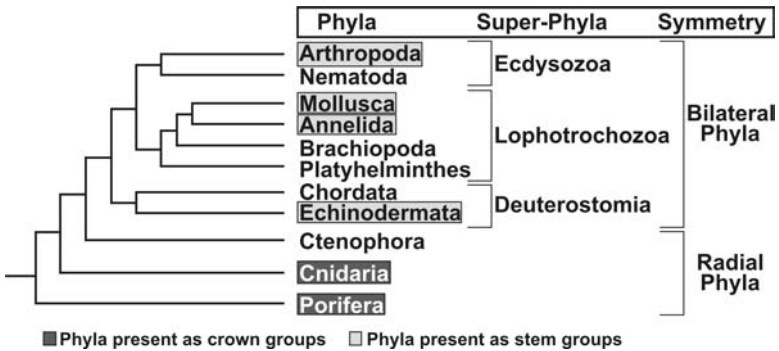 Phyla Super-Phyla Symmetry
Arthropoda
Nematoda
Ecdysozoa
Mollusca
Annelida
Brachiopoda
Platyhelminthes
Lophotrochozoa
Chordata
Echinodermata
Deuterostomia
Bilateral
Phyla
Ctenophora
Cnidaria
Porifera
Radial
Phyla
Phyla present as crown groups Phyla present as stem groups